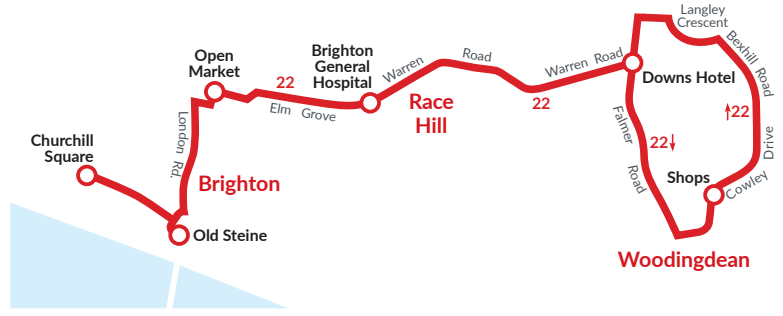 Churchill
Square
Old Steine
Brighton
London Rd.
Open
Market
22
Elm Grove
Brighton
General
Hospital
Race
Hill
Warren Road
22
Warren Road
Downs Hotel
Langley
Crescent
Bexhill Road
22
Falmer Road
22
Drive
Cowley
Shops
Woodingdean